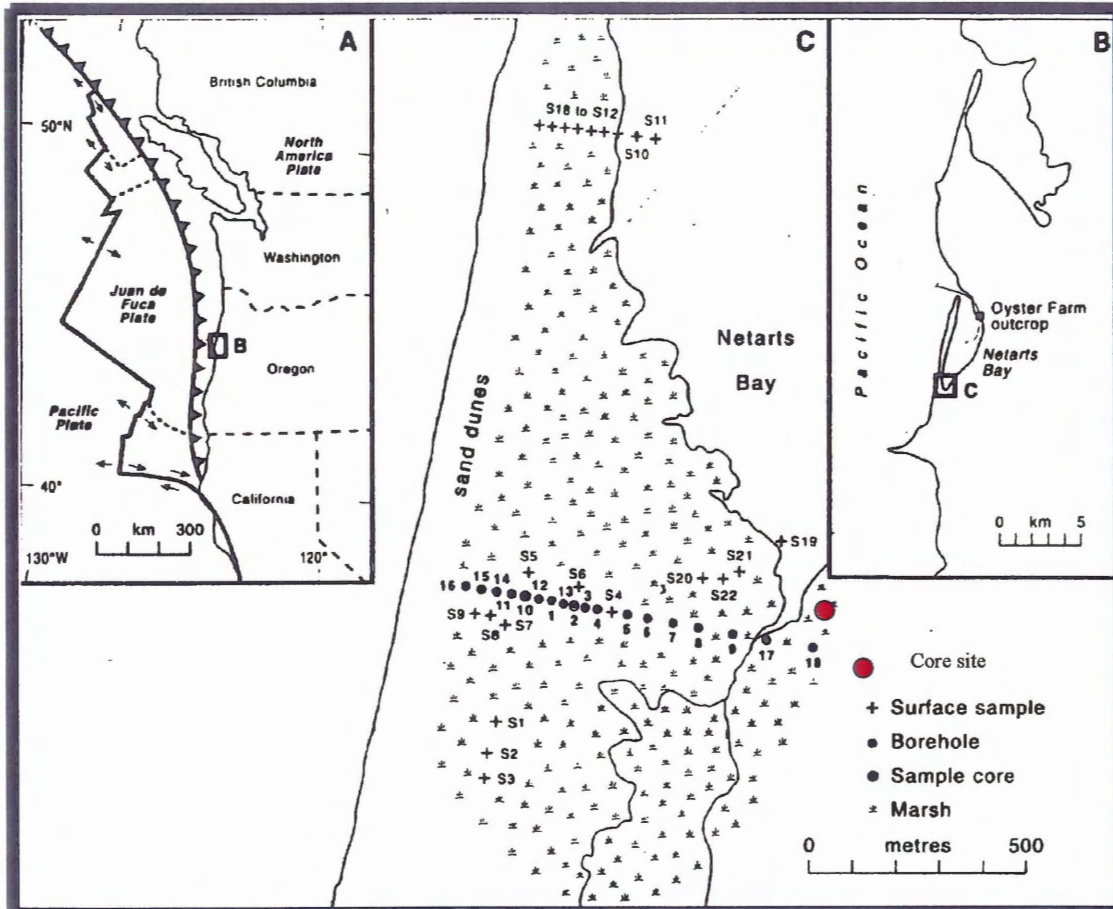 A
British Columbia
50°N
North
America
Plate
Washington
Juan de
Fuca
Plate
B
Oregon
Pacific
Plate
40°
California
0 km 300
130°W
120°
C
S18 to S12
S11
S10
Netarts
Bay
sand dunes
S19
S5
S6
S21
S20
S22
S4
16
15
14
12
13
3
11
10
1
2
4
5
6
7
8
9
17
18
S9
S8
S7
S1
S2
S3
B
Pacific Ocean
Oyster Farm
outcrop
Netarts
Bay
C
0 km 5
Core site
Surface sample
Borehole
Sample core
Marsh
0 metres 500